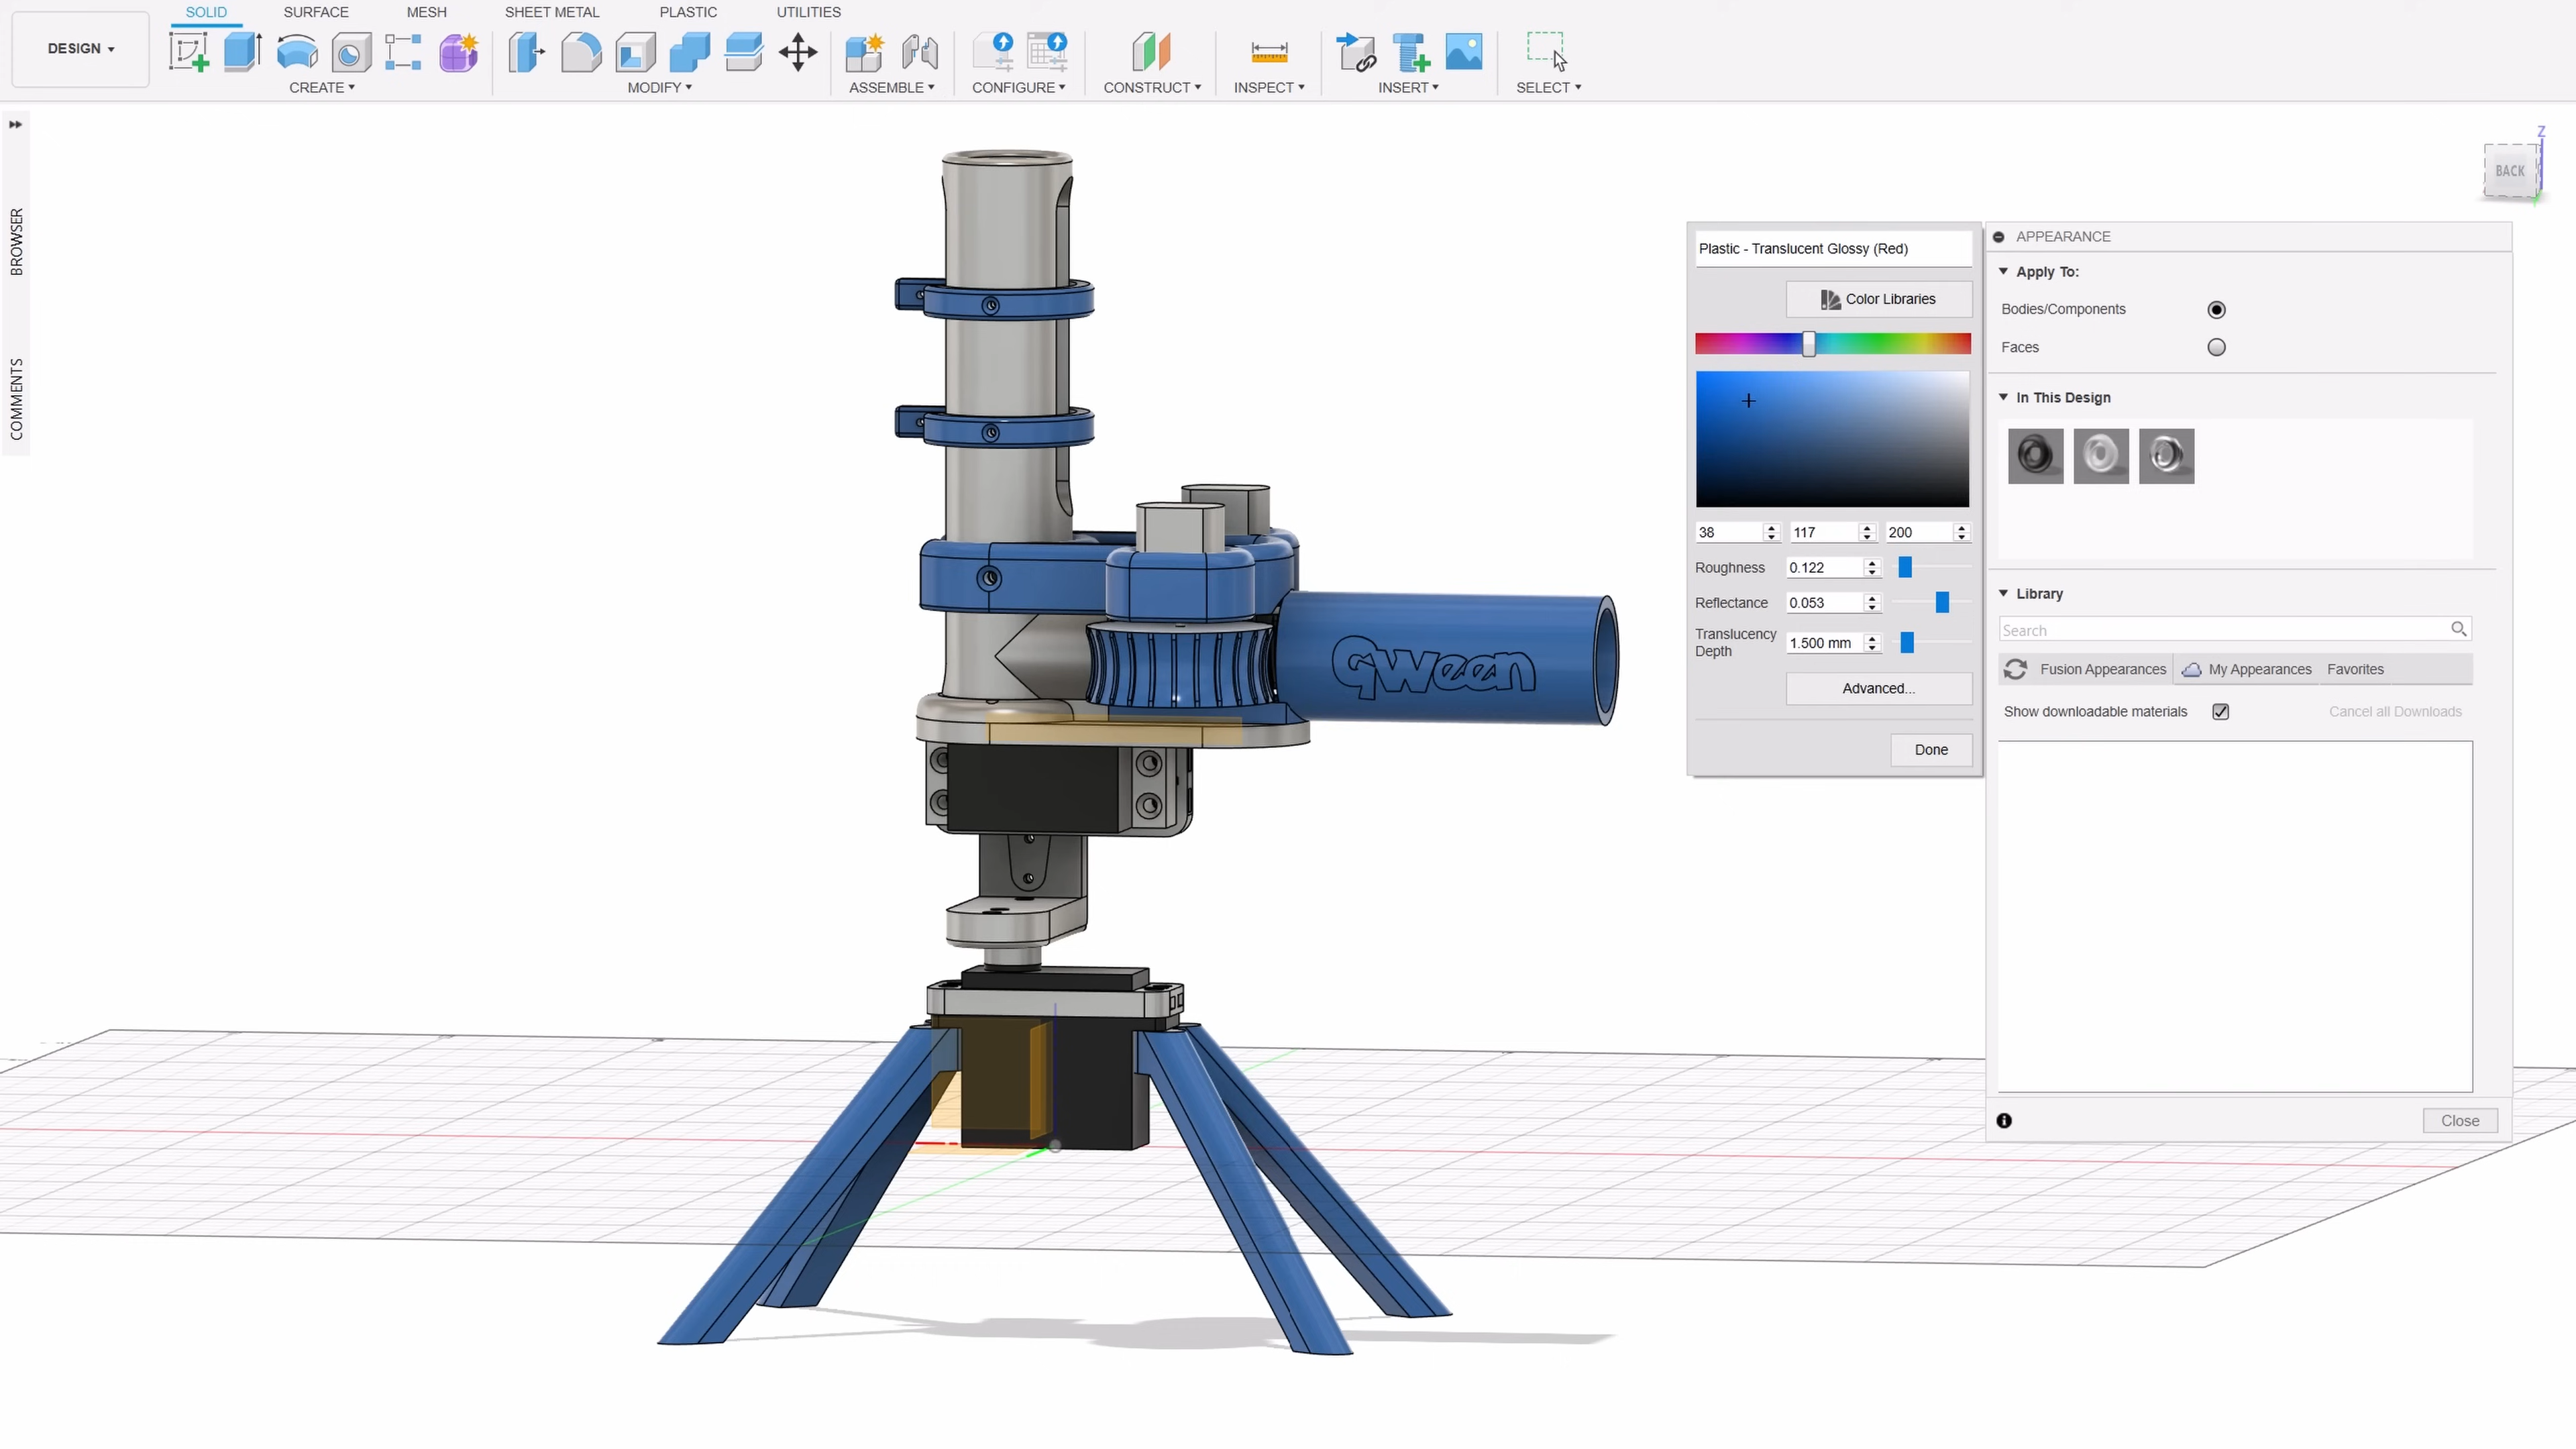 SOLID SURFACE MESH SHEET METAL PLASTIC UTILITIES
DESIGN
CREATE MODIFY ASSEMBLE CONFIGURE CONSTRUCT INSPECT INSERT SELECT
BROWSER
COMMENTS
Z
BACK
Plastic - Translucent Glossy (Red)
Color Libraries
38 117 200
Roughness 0.122
Reflectance 0.053
Translucency
Depth 1.500 mm
Advanced...
Done
APPEARANCE
Apply To:
Bodies/Components
Faces
In This Design
Library
Search
Fusion Appearances My Appearances Favorites
Show downloadable materials Cancel all Downloads
Close
GWeen